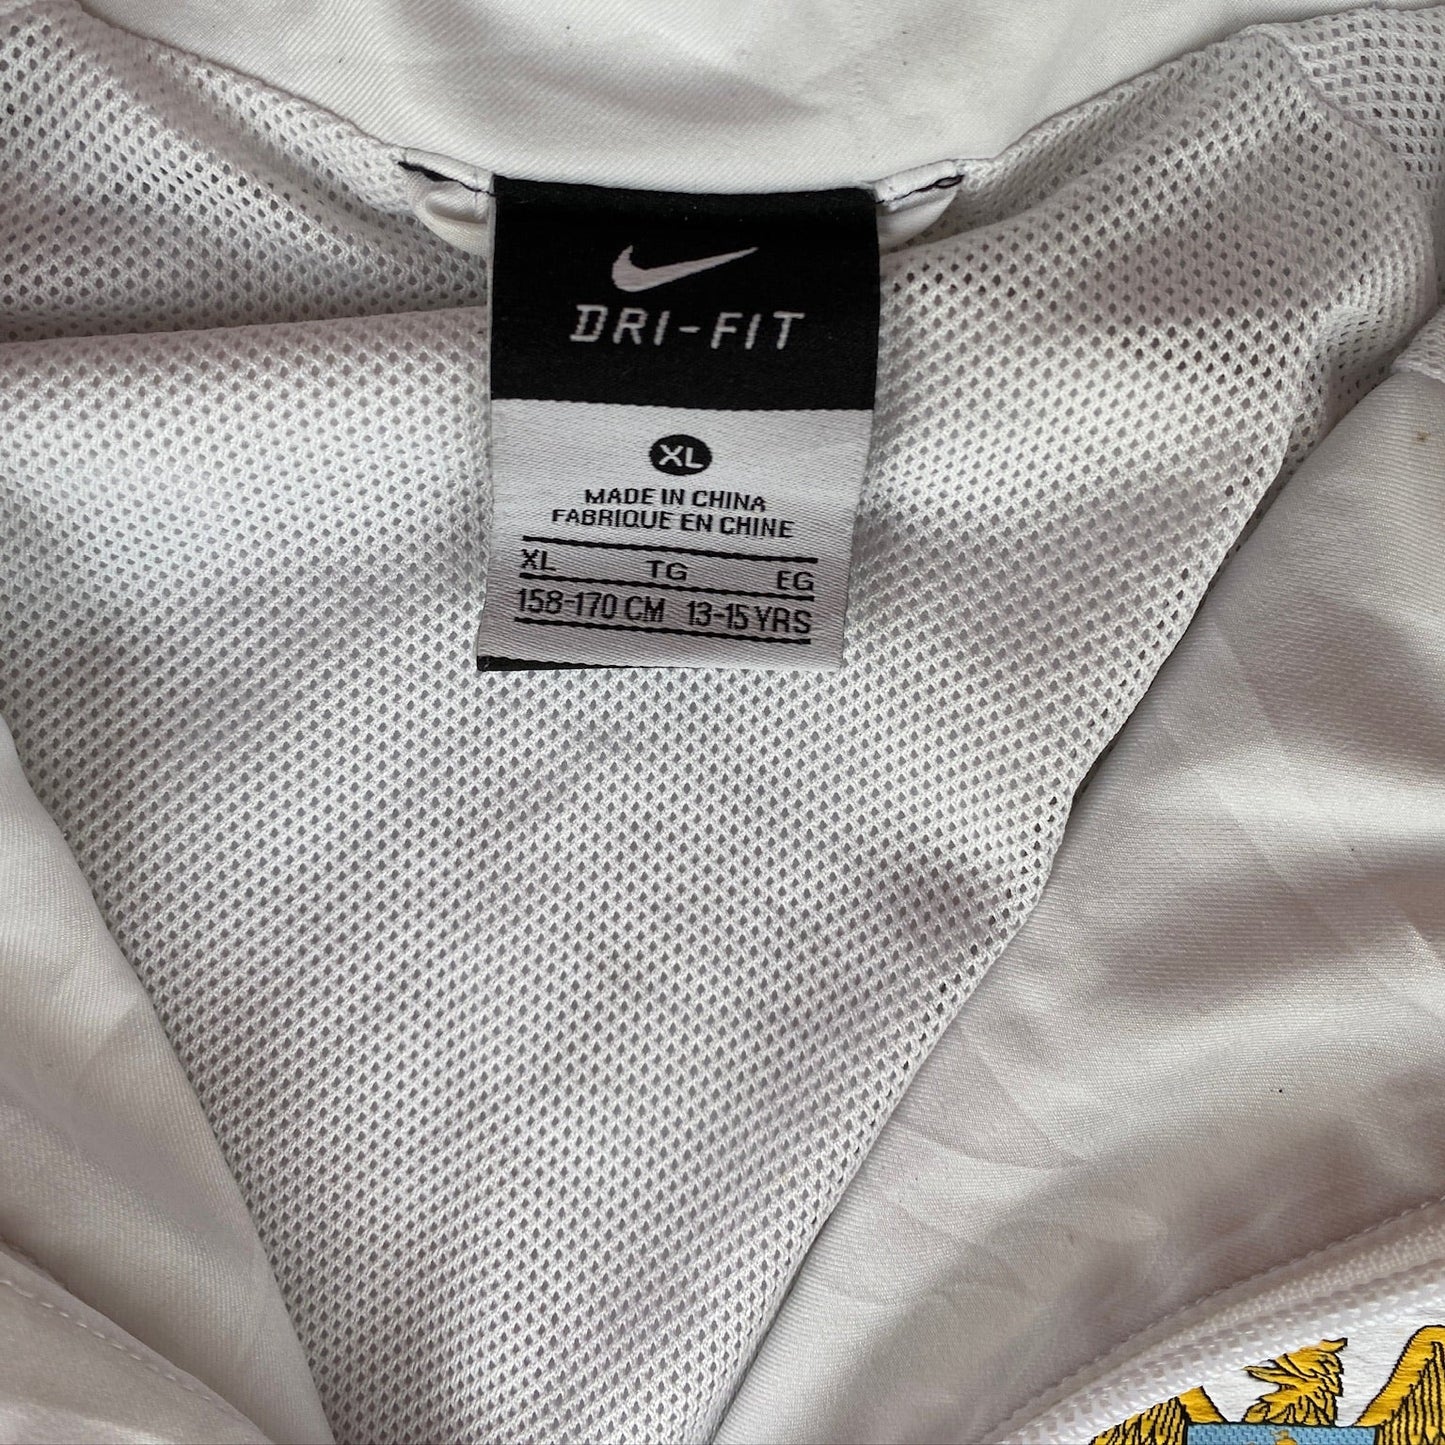 DRI-FIT
XL
MADE IN CHINA
FABRIQUE EN CHINE
XL TG EG
158-170 CM 13-15 YRS